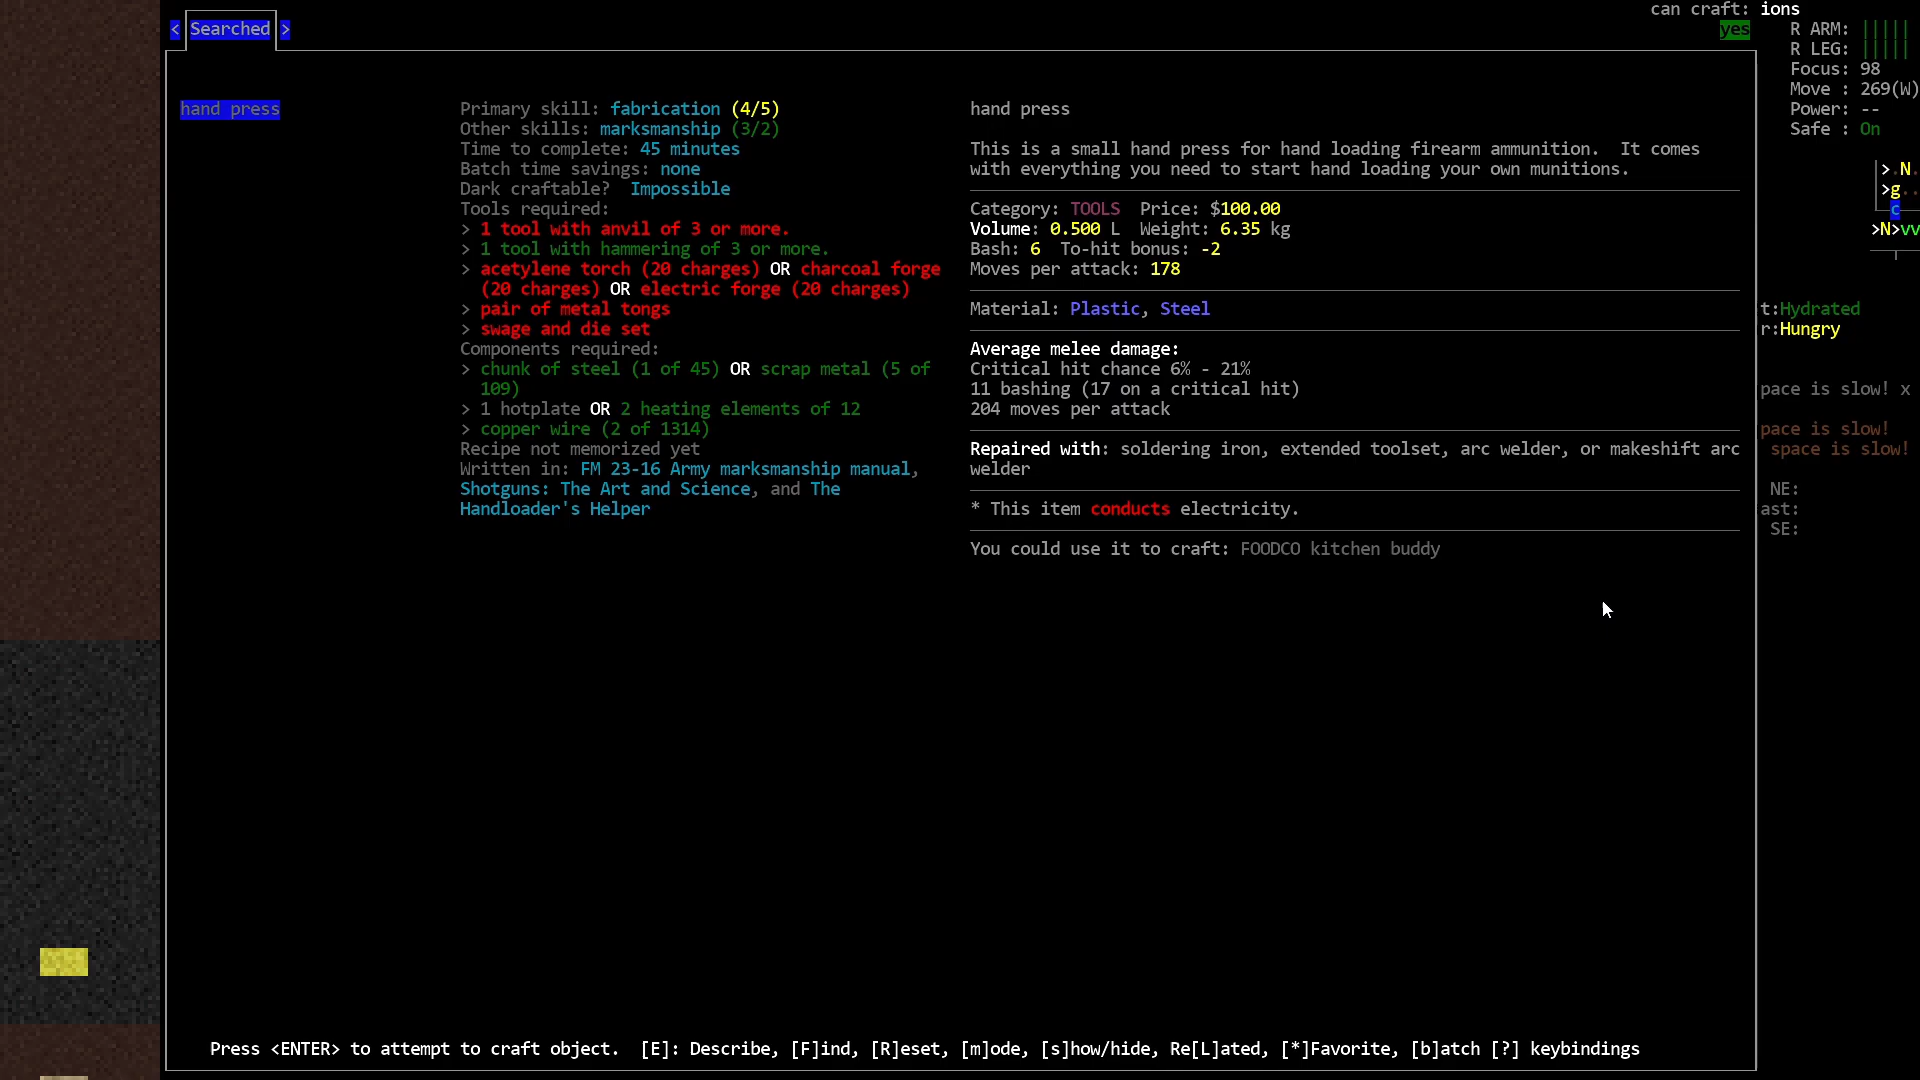 can craft: ions
< Searched >
yes
R ARM: |||||
R LEG: |||||
Focus: 98
Move : 269(W)
Power: --
Safe : On
hand press
Primary skill: fabrication (4/5)
Other skills: marksmanship (3/2)
Time to complete: 45 minutes
Batch time savings: none
Dark craftable?  Impossible
Tools required:
> 1 tool with anvil of 3 or more.
> 1 tool with hammering of 3 or more.
> acetylene torch (20 charges) OR charcoal forge
(20 charges) OR electric forge (20 charges)
> pair of metal tongs
> swage and die set
Components required:
> chunk of steel (1 of 45) OR scrap metal (5 of
109)
> 1 hotplate OR 2 heating elements of 12
> copper wire (2 of 1314)
Recipe not memorized yet
Written in: FM 23-16 Army marksmanship manual,
Shotguns: The Art and Science, and The
Handloader's Helper
hand press
This is a small hand press for hand loading firearm ammunition.  It comes
with everything you need to start hand loading your own munitions.
Category: TOOLS  Price: $100.00
Volume: 0.500 L  Weight: 6.35 kg
Bash: 6  To-hit bonus: -2
Moves per attack: 178
Material: Plastic, Steel
Average melee damage:
Critical hit chance 6% - 21%
11 bashing (17 on a critical hit)
204 moves per attack
Repaired with: soldering iron, extended toolset, arc welder, or makeshift arc
welder
* This item conducts electricity.
You could use it to craft: FOODCO kitchen buddy
>.N.
>g..
c
>N>vv
t:Hydrated
r:Hungry
pace is slow! x
pace is slow!
space is slow!
NE:
ast:
SE:
Press <ENTER> to attempt to craft object.  [E]: Describe, [F]ind, [R]eset, [m]ode, [s]how/hide, Re[L]ated, [*]Favorite, [b]atch [?] keybindings